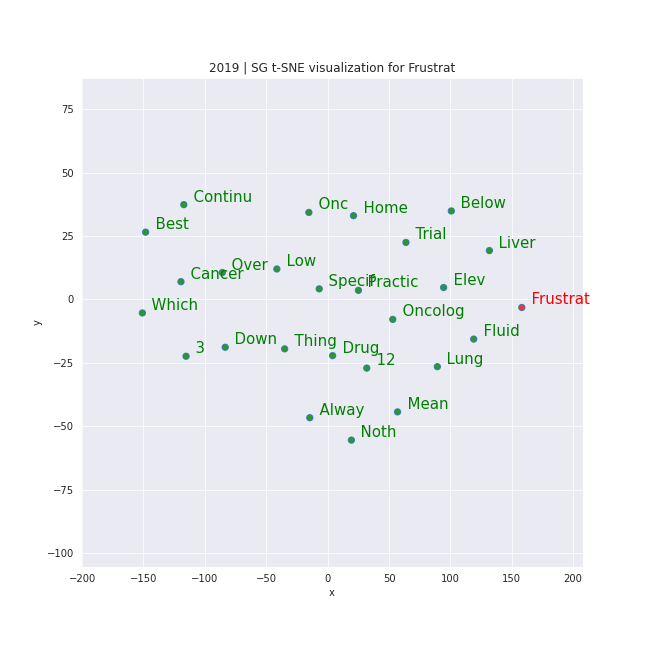 2019 | SG t-SNE visualization for Frustrat
75
50
Continu
Onc
Home
Below
Best
25
Trial
Liver
Over
Low
Cancer
Specif
Practic
Elev
0
Which
Frustrat
Oncolog
Fluid
3
Down
Thing
Drug
12
Lung
−25
Alway
Mean
Noth
−50
−75
−100
−200
−150
−100
−50
0
50
100
150
200
x
y